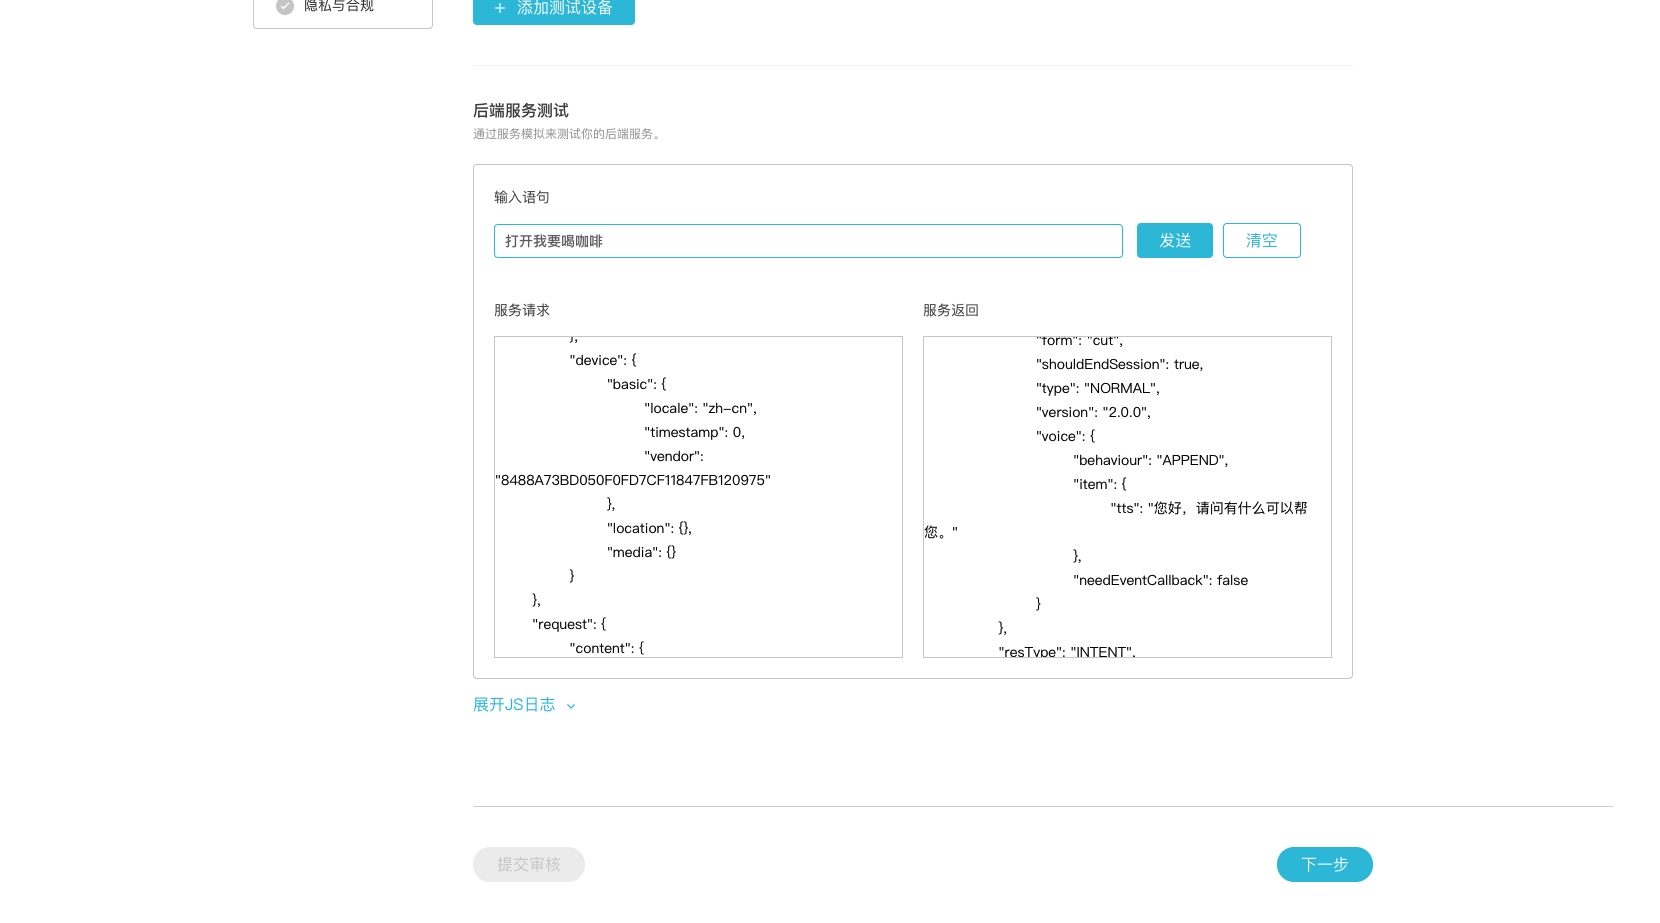 隐私与合规
+ 添加测试设备
后端服务测试
通过服务模拟来测试你的后端服务。
输入语句
打开我要喝咖啡
发送
清空
服务请求
},
"device": {
"basic": {
"locale": "zh-cn",
"timestamp": 0,
"vendor":
"8488A73BD050F0FD7CF11847FB120975"
},
"location": {},
"media": {}
}
},
"request": {
"content": {
服务返回
"form": "cut",
"shouldEndSession": true,
"type": "NORMAL",
"version": "2.0.0",
"voice": {
"behaviour": "APPEND",
"item": {
"tts": "您好，请问有什么可以帮
您。"
},
"needEventCallback": false
}
},
"resType": "INTENT",
展开JS日志
提交审核
下一步